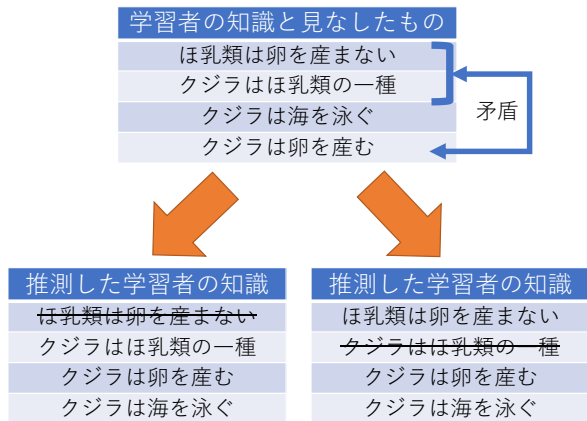 学習者の知識と見なしたもの
ほ乳類は卵を産まない
クジラはほ乳類の一種
クジラは海を泳ぐ
クジラは卵を産む
矛盾
推測した学習者の知識
ほ乳類は卵を産まない
クジラはほ乳類の一種
クジラは卵を産む
クジラは海を泳ぐ
推測した学習者の知識
ほ乳類は卵を産まない
クジラはほ乳類の一種
クジラは卵を産む
クジラは海を泳ぐ